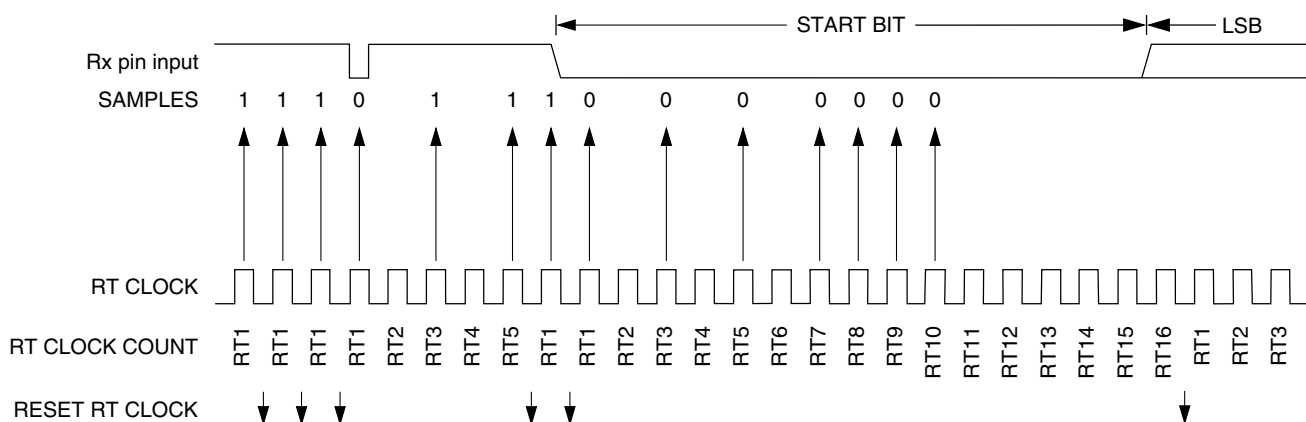 START BIT
LSB
Rx pin input
SAMPLES 1 1 1 0 1 1 1 0 0 0 0 0 0 0
RT CLOCK
RT CLOCK COUNT RT1 RT1 RT1 RT1 RT2 RT3 RT4 RT5 RT1 RT1 RT2 RT3 RT4 RT5 RT6 RT7 RT8 RT9 RT10 RT11 RT12 RT13 RT14 RT15 RT16 RT1 RT2 RT3
RESET RT CLOCK